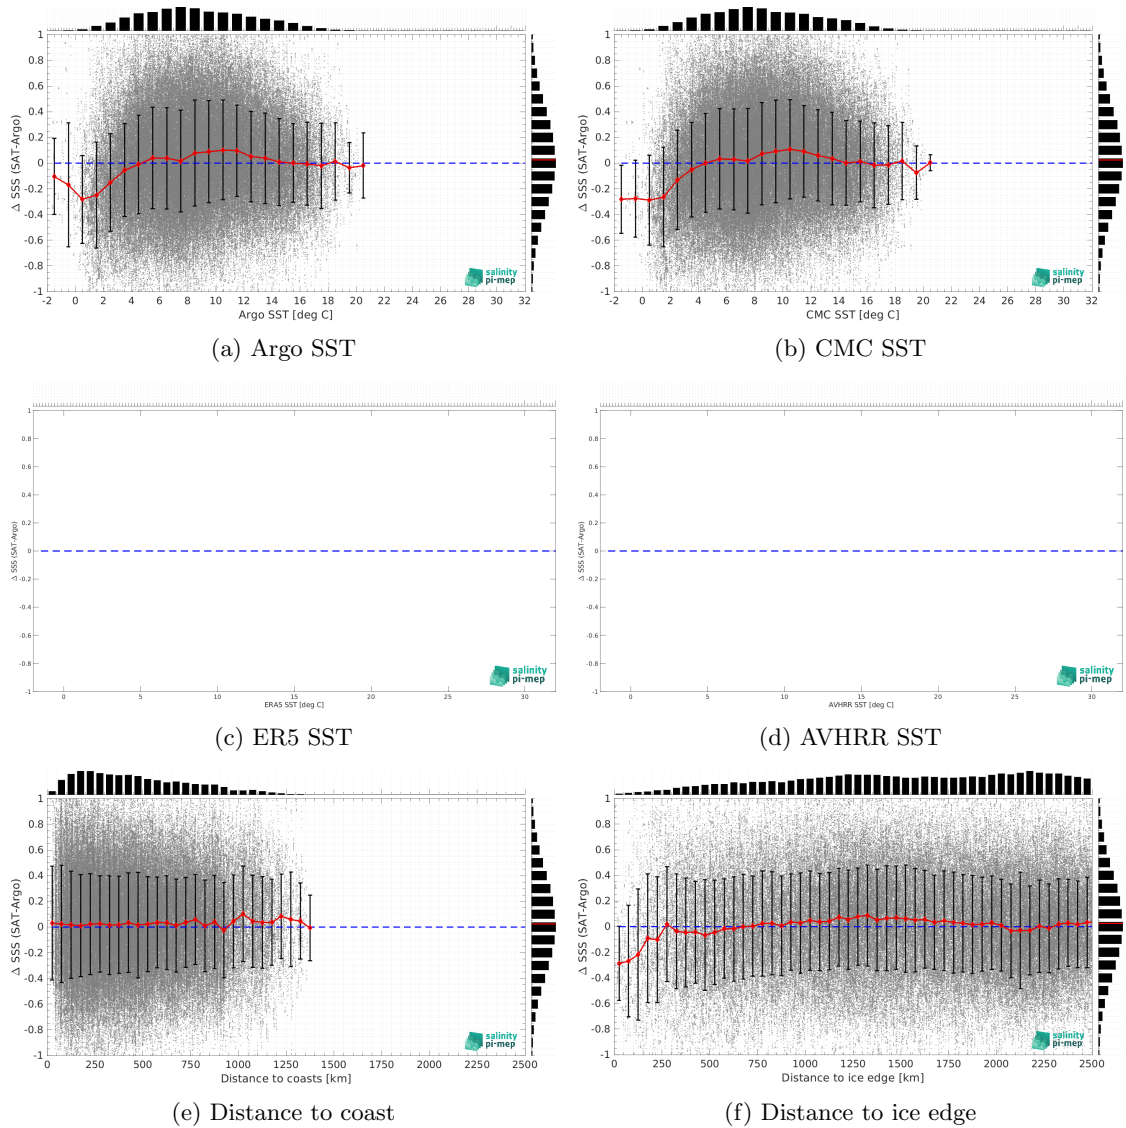 1
0.8
0.6
0.4
0.2
0
-0.2
-0.4
-0.6
-0.8
-1
Δ SSS (SAT-Argo)
-2 0 2 4 6 8 10 12 14 16 18 20 22 24 26 28 30 32
Argo SST [deg C]
salinity
pi-mep
(a) Argo SST
1
0.8
0.6
0.4
0.2
0
-0.2
-0.4
-0.6
-0.8
-1
Δ SSS (SAT-Argo)
-2 0 2 4 6 8 10 12 14 16 18 20 22 24 26 28 30 32
CMC SST [deg C]
salinity
pi-mep
(b) CMC SST
1
0.8
0.6
0.4
0.2
0
-0.2
-0.4
-0.6
-0.8
-1
Δ SSS (SAT-Argo)
0 5 10 15 20 25 30
ERA5 SST [deg C]
salinity
pi-mep
(c) ER5 SST
1
0.8
0.6
0.4
0.2
0
-0.2
-0.4
-0.6
-0.8
-1
Δ SSS (SAT-Argo)
0 5 10 15 20 25 30
AVHRR SST [deg C]
salinity
pi-mep
(d) AVHRR SST
1
0.8
0.6
0.4
0.2
0
-0.2
-0.4
-0.6
-0.8
-1
Δ SSS (SAT-Argo)
0 250 500 750 1000 1250 1500 1750 2000 2250 2500
Distance to coasts [km]
salinity
pi-mep
(e) Distance to coast
1
0.8
0.6
0.4
0.2
0
-0.2
-0.4
-0.6
-0.8
-1
Δ SSS (SAT-Argo)
0 250 500 750 1000 1250 1500 1750 2000 2250 2500
Distance to ice edge [km]
salinity
pi-mep
(f) Distance to ice edge